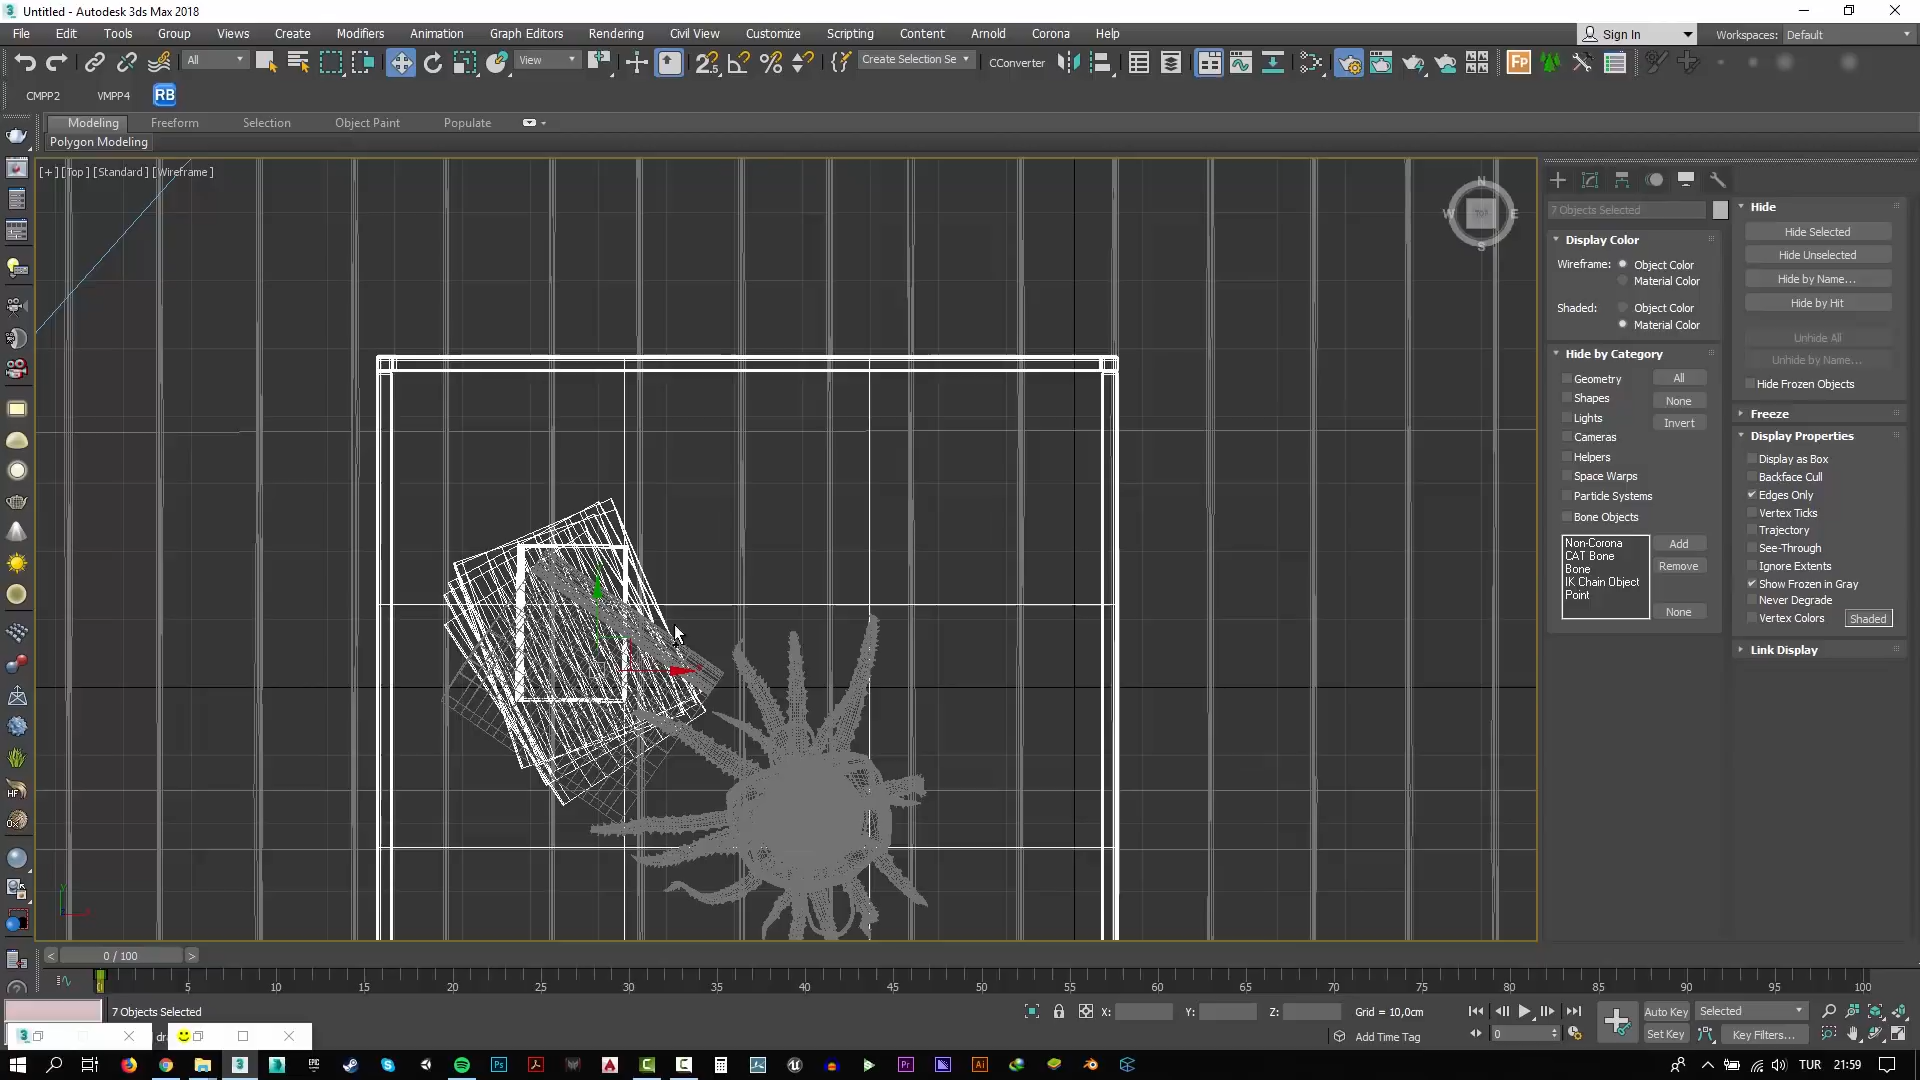 Untitled - Autodesk 3ds Max 2018
File Edit Tools Group Views Create Modifiers Animation Graph Editors Rendering Civil View Customize Scripting Content Arnold Corona Help
Sign In Workspaces: Default
All View Create Selection Se CConverter Fp
CMPP2 VMPP4 RB
Modeling Freeform Selection Object Paint Populate
Polygon Modeling
[+] [Top] [Standard] [Wireframe]
N
W TOP E
S
7 Objects Selected
Display Color
Wireframe: Object Color
Material Color
Shaded: Object Color
Material Color
Hide by Category
Geometry All
Shapes None
Lights Invert
Cameras
Helpers
Space Warps
Particle Systems
Bone Objects
Non-Corona Add
CAT Bone
Bone Remove
IK Chain Object
Point
None
Hide
Hide Selected
Hide Unselected
Hide by Name...
Hide by Hit
Unhide All
Unhide by Name...
Hide Frozen Objects
Freeze
Display Properties
Display as Box
Backface Cull
Edges Only
Vertex Ticks
Trajectory
See-Through
Ignore Extents
Show Frozen in Gray
Never Degrade
Vertex Colors Shaded
Link Display
< 0 / 100 >
0 5 10 15 20 25 30 35 40 45 50 55 60 65 70 75 80 85 90 95 100
7 Objects Selected X: Y: Z: Grid = 10,0cm Auto Key Selected
Add Time Tag 0 Set Key Key Filters...
TUR 21:59